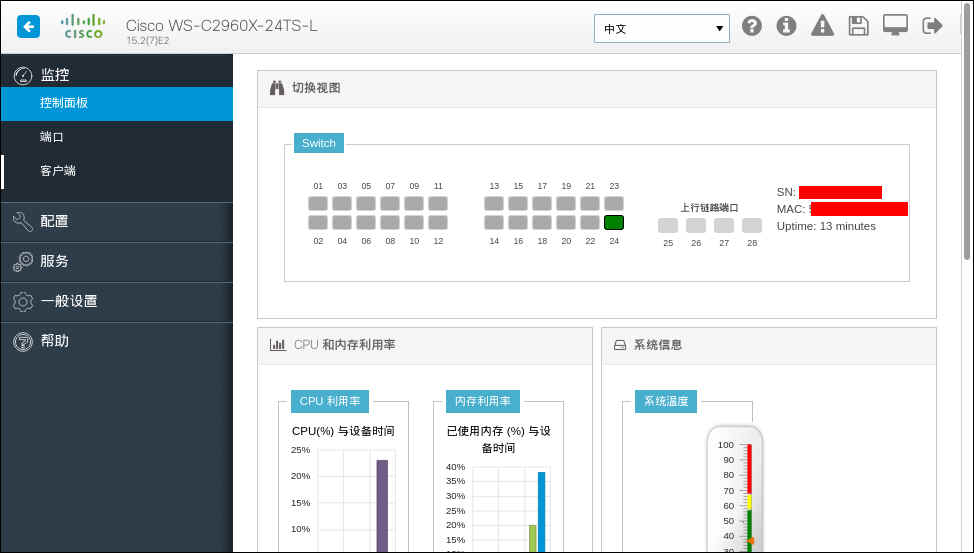 Cisco WS-C2960X-24TS-L
15.2(7)E2
cisco
中文
监控
控制面板
端口
客户端
配置
服务
一般设置
帮助
切换视图
Switch
01 03 05 07 09 11 13 15 17 19 21 23
02 04 06 08 10 12 14 16 18 20 22 24
上行链路端口
25 26 27 28
SN:
MAC:
Uptime: 13 minutes
CPU 和内存利用率
CPU 利用率
CPU(%) 与设备时间
25%
20%
15%
10%
内存利用率
已使用内存 (%) 与设
备时间
40%
35%
30%
25%
20%
15%
系统信息
系统温度
100
90
80
70
60
50
40
30